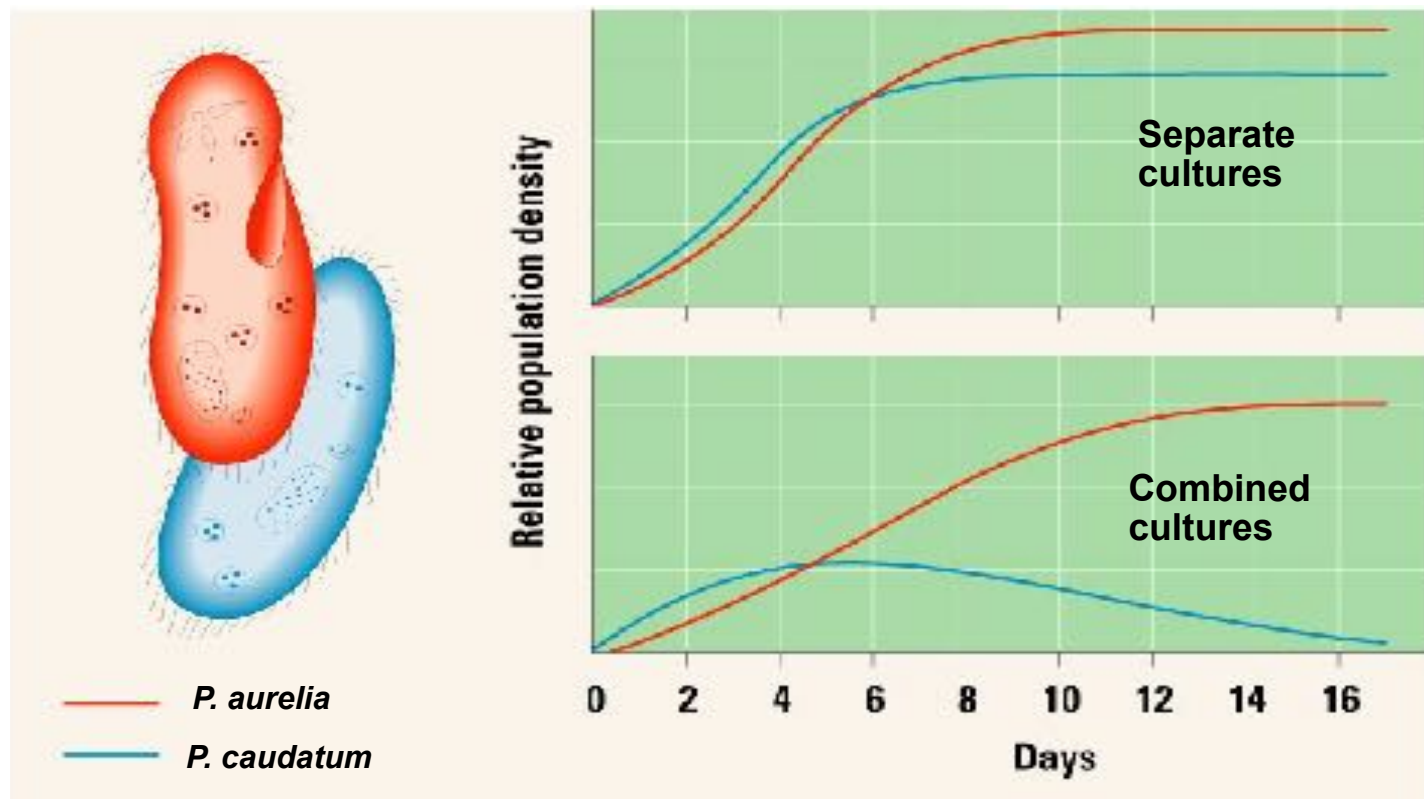 Relative population density
Separate
cultures
Combined
cultures
P. aurelia
P. caudatum
0 2 4 6 8 10 12 14 16
Days